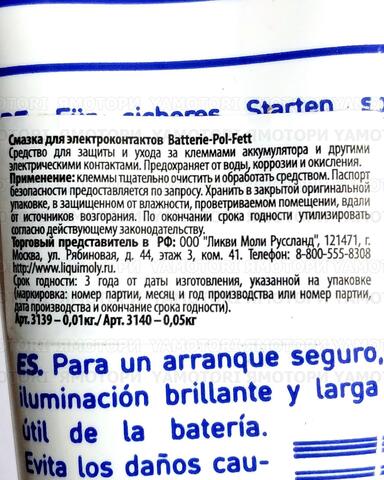 Für sicheres Starten
Смазка для электроконтактов Batterie-Pol-Fett
Средство для защиты и ухода за клеммами аккумулятора и другими
электрическими контактами. Предохраняет от воды, коррозии и окисления.
Применение: клеммы тщательно очистить и обработать средством. Паспорт
безопасности предоставляется по запросу. Хранить в закрытой оригинальной
упаковке, в защищенном от влажности, проветриваемом помещении, вдали
от источников возгорания. По окончании срока годности утилизировать
согласно действующему законодательству.
Торговый представитель в РФ: ООО "Ликви Моли Руссланд", 121471, г.
Москва, ул. Рябиновая, д. 44, этаж 3, ком. 41. Телефон: 8-800-555-8308
http://www.liquimoly.ru/
Срок годности: 3 года от даты изготовления, указанной на упаковке
(маркировка: номер партии, месяц и год производства или номер партии,
дата производства и окончание срока годности).
Арт. 3139 – 0,01кг./ Арт. 3140 – 0,05кг
ES. Para un arranque seguro,
iluminación brillante y larga
útil de la batería.
Evita los daños cau-